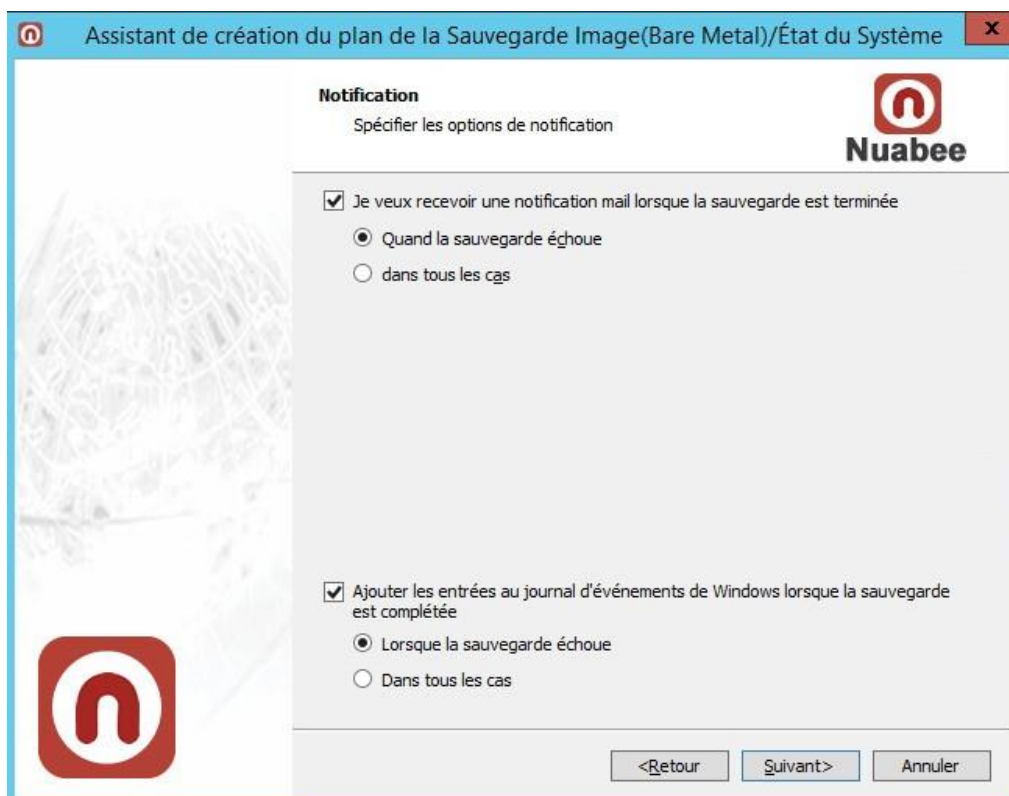 Assistant de création du plan de la Sauvegarde Image(Bare Metal)/État du Système
x
Notification
Spécifier les options de notification
Nuabee
Je veux recevoir une notification mail lorsque la sauvegarde est terminée
Quand la sauvegarde échoue
dans tous les cas
Ajouter les entrées au journal d'événements de Windows lorsque la sauvegarde
est complétée
Lorsque la sauvegarde échoue
Dans tous les cas
<Retour
Suivant>
Annuler